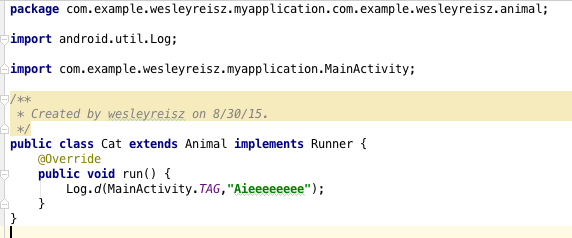 package com.example.wesleyreisz.myapplication.com.example.wesleyreisz.animal;
import android.util.Log;
import com.example.wesleyreisz.myapplication.MainActivity;
/**
 * Created by wesleyreisz on 8/30/15.
 */
public class Cat extends Animal implements Runner {
    @Override
    public void run() {
        Log.d(MainActivity.TAG,"Aieeeeeeee");
    }
}